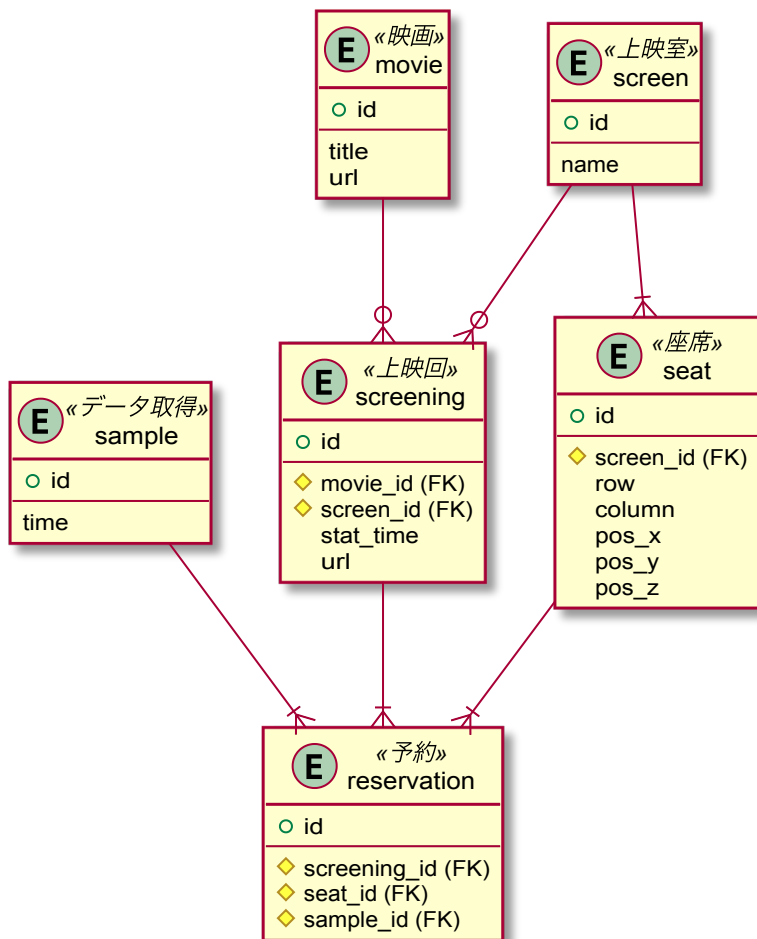 E «映画»
movie
id
title
url
E «上映室»
screen
id
name
E «データ取得»
sample
id
time
E «上映回»
screening
id
movie_id (FK)
screen_id (FK)
stat_time
url
E «座席»
seat
id
screen_id (FK)
row
column
pos_x
pos_y
pos_z
E «予約»
reservation
id
screening_id (FK)
seat_id (FK)
sample_id (FK)